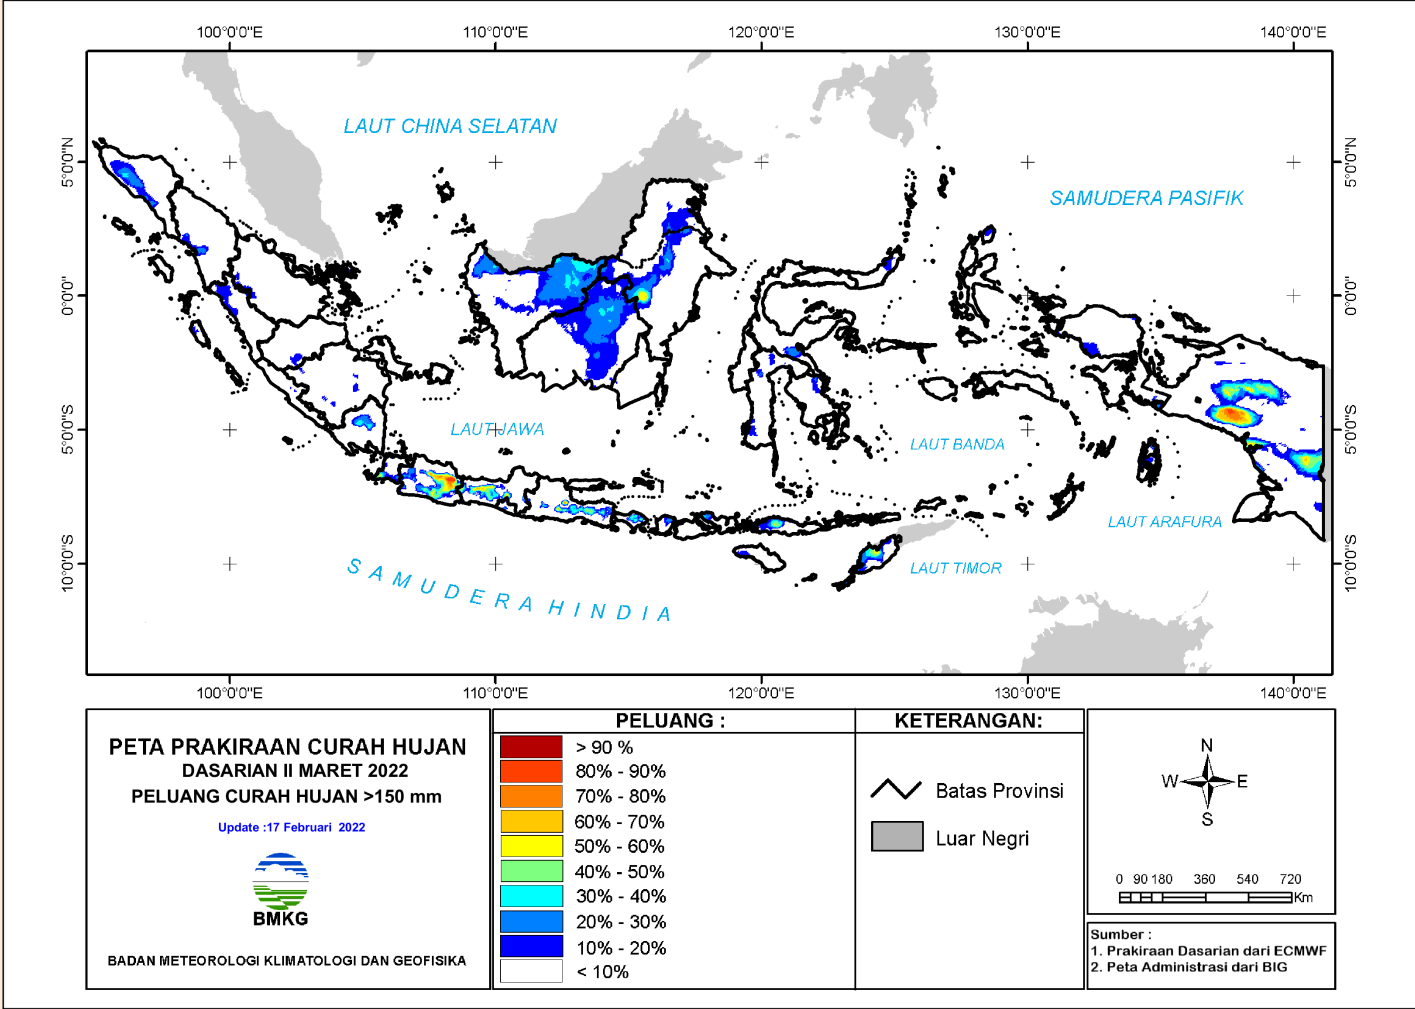 100°0'0"E 110°0'0"E 120°0'0"E 130°0'0"E 140°0'0"E
5°0'0"N 5°0'0"N
0°0'0" 0°0'0"
5°0'0"S 5°0'0"S
10°0'0"S 10°0'0"S
LAUT CHINA SELATAN
SAMUDERA PASIFIK
LAUT JAWA
LAUT BANDA
LAUT ARAFURA
LAUT TIMOR
SAMUDERA HINDIA
100°0'0"E 110°0'0"E 120°0'0"E 130°0'0"E 140°0'0"E
PETA PRAKIRAAN CURAH HUJAN
DASARIAN II MARET 2022
PELUANG CURAH HUJAN >150 mm
Update :17 Februari 2022
BMKG
BADAN METEOROLOGI KLIMATOLOGI DAN GEOFISIKA
PELUANG :
> 90 %
80% - 90%
70% - 80%
60% - 70%
50% - 60%
40% - 50%
30% - 40%
20% - 30%
10% - 20%
< 10%
KETERANGAN:
Batas Provinsi
Luar Negri
N
W E
S
0 90 180 360 540 720
Km
Sumber :
1. Prakiraan Dasarian dari ECMWF
2. Peta Administrasi dari BIG